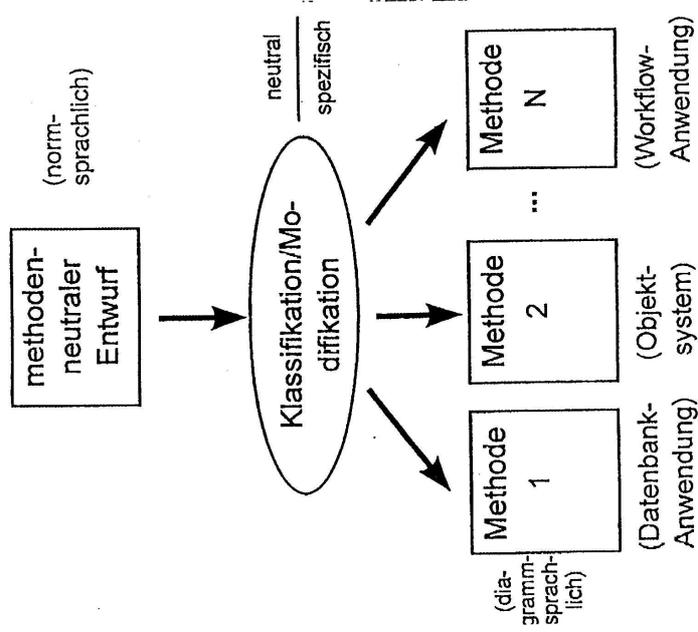 methoden-
neutraler
Entwurf
(norm-
sprachlich)
Klassifikation/Mo-
difikation
neutral
spezifisch
(dia-
gramm-
sprach-
lich)
Methode
1
Methode
2
...
Methode
N
(Datenbank-
Anwendung)
(Objekt-
system)
(Workflow-
Anwendung)